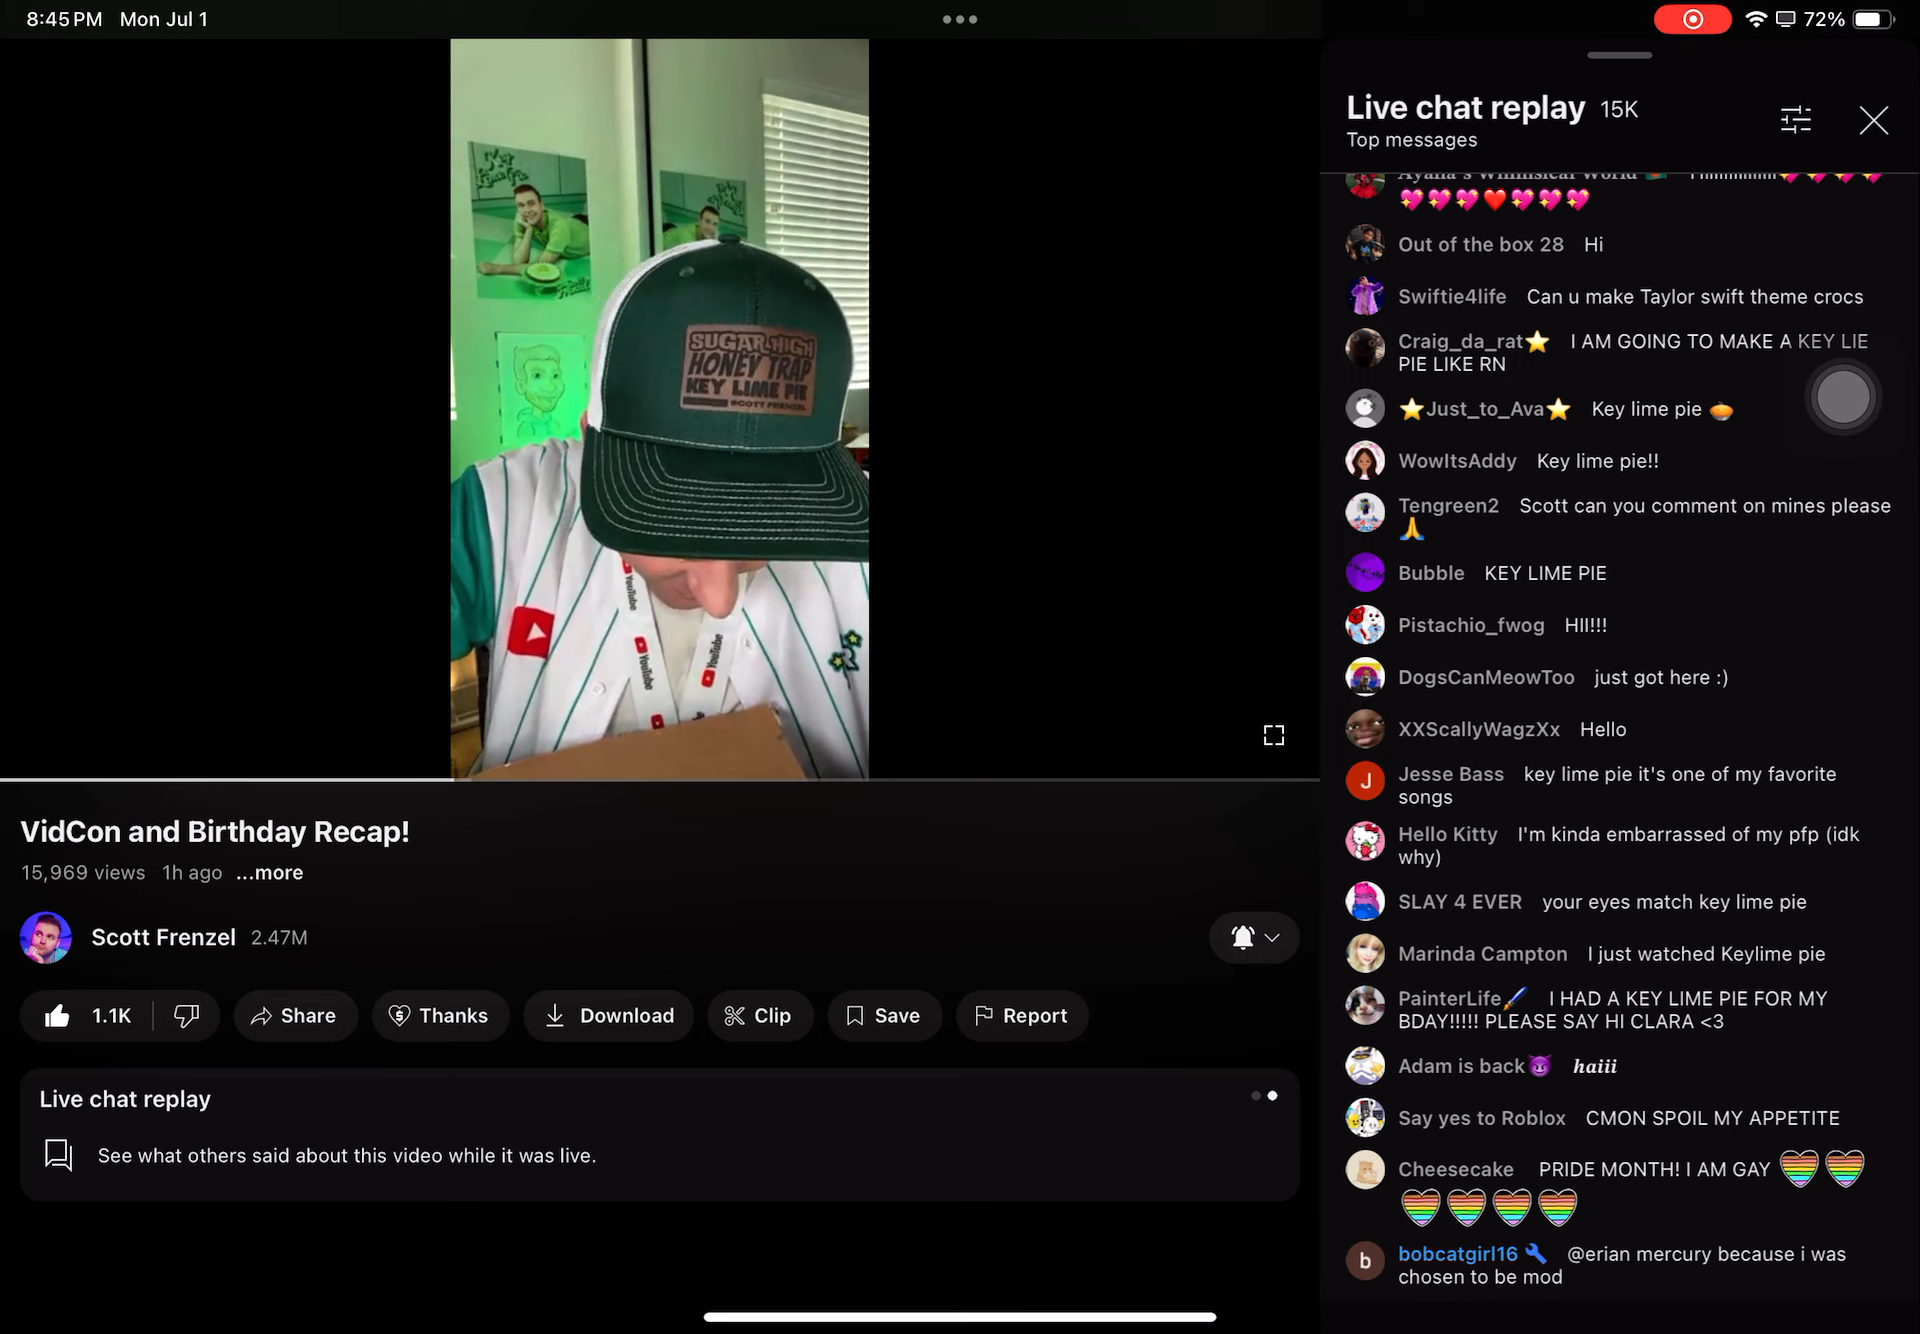 8:45 PM Mon Jul 1
72%
SUGAR HIGH
HONEY TRAP
KEY LIME PIE
SCOTT FRENZEL
YouTube
YouTube
YouTube
VidCon and Birthday Recap!
15,969 views 1h ago ...more
Scott Frenzel 2.47M
1.1K Share Thanks Download Clip Save Report
Live chat replay
See what others said about this video while it was live.
Live chat replay 15K
Top messages
Ayana's Whimsical World
💖💖💖❤️💖💖💖
Out of the box 28 Hi
Swiftie4life Can u make Taylor swift theme crocs
Craig_da_rat⭐ I AM GOING TO MAKE A KEY LIE
PIE LIKE RN
⭐Just_to_Ava⭐ Key lime pie 🥧
WowItsAddy Key lime pie!!
Tengreen2 Scott can you comment on mines please
🙏
Bubble KEY LIME PIE
Pistachio_fwog HII!!!
DogsCanMeowToo just got here :)
XXScallyWagzXx Hello
J
Jesse Bass key lime pie it's one of my favorite
songs
Hello Kitty I'm kinda embarrassed of my pfp (idk
why)
SLAY 4 EVER your eyes match key lime pie
Marinda Campton I just watched Keylime pie
PainterLife🖌️ I HAD A KEY LIME PIE FOR MY
BDAY!!!!! PLEASE SAY HI CLARA <3
Adam is back😈 haiii
Say yes to Roblox CMON SPOIL MY APPETITE
Cheesecake PRIDE MONTH! I AM GAY
b
bobcatgirl16 🔧 @erian mercury because i was
chosen to be mod